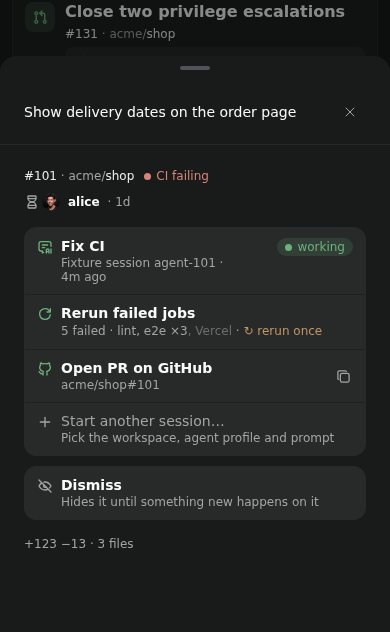 Close two privilege escalations
#131 · acme/shop
Show delivery dates on the order page
#101 · acme/shop ● CI failing
alice · 1d
Fix CI
working
Fixture session agent-101 ·
4m ago
Rerun failed jobs
5 failed · lint, e2e ×3, Vercel · ↻ rerun once
Open PR on GitHub
acme/shop#101
Start another session…
Pick the workspace, agent profile and prompt
Dismiss
Hides it until something new happens on it
+123 −13 · 3 files